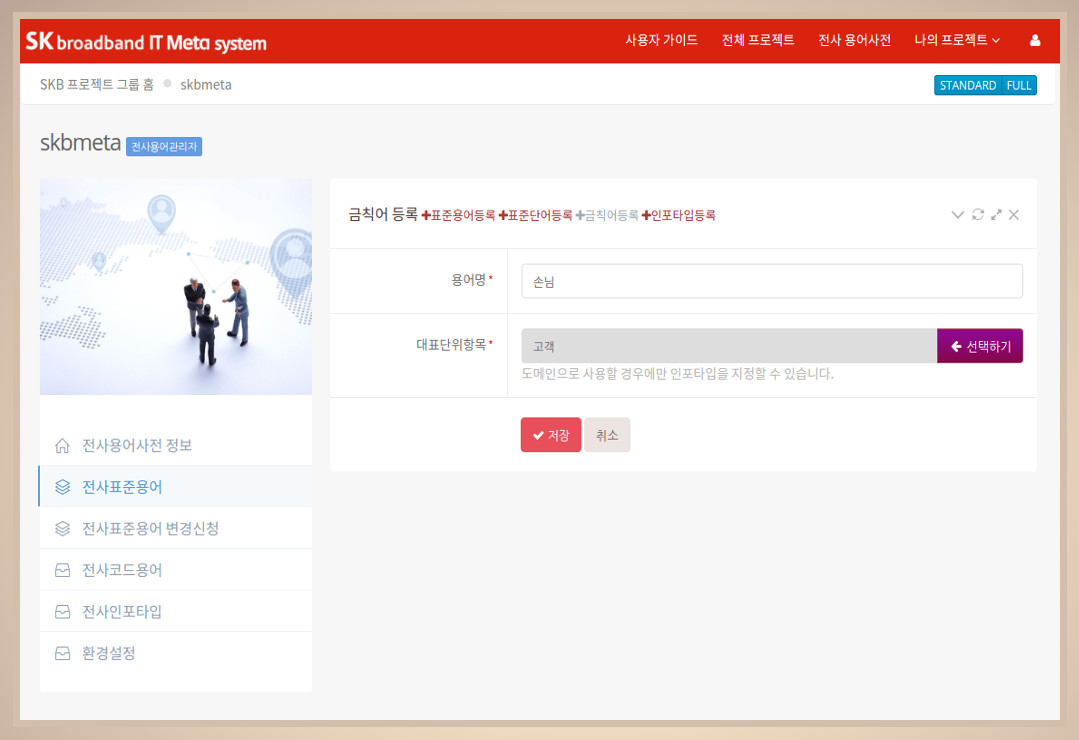 SK broadband IT Meta system
사용자 가이드 전체 프로젝트 전사 용어사전 나의 프로젝트
SKB 프로젝트 그룹 홈 skbmeta
STANDARD FULL
skbmeta 전사용어관리자
금칙어 등록 +표준용어등록 +표준단어등록 +금칙어등록 +인포타입등록
용어명*
손님
대표단위항목*
고객
선택하기
도메인으로 사용할 경우에만 인포타입을 지정할 수 있습니다.
저장 취소
전사용어사전 정보
전사표준용어
전사표준용어 변경신청
전사코드용어
전사인포타입
환경설정